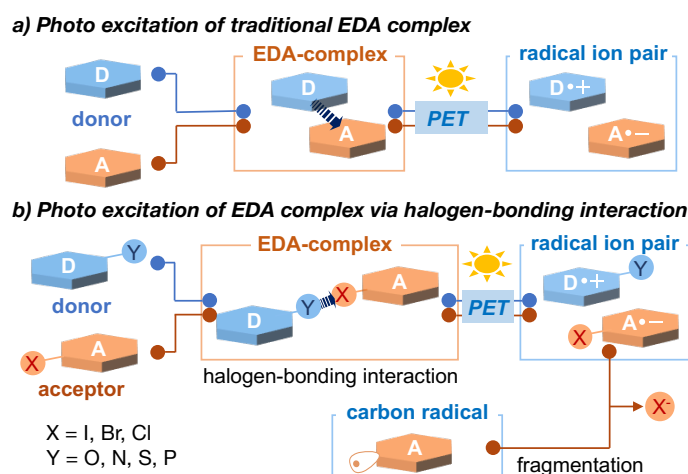 a) Photo excitation of traditional EDA complex
EDA-complex
radical ion pair
D
donor
A
D
A
PET
D•+
A•−
b) Photo excitation of EDA complex via halogen-bonding interaction
EDA-complex
radical ion pair
D
Y
donor
X
A
acceptor
D
Y
X
A
halogen-bonding interaction
PET
D•+
Y
X
A•−
X-
X = I, Br, Cl
Y = O, N, S, P
carbon radical
A
fragmentation